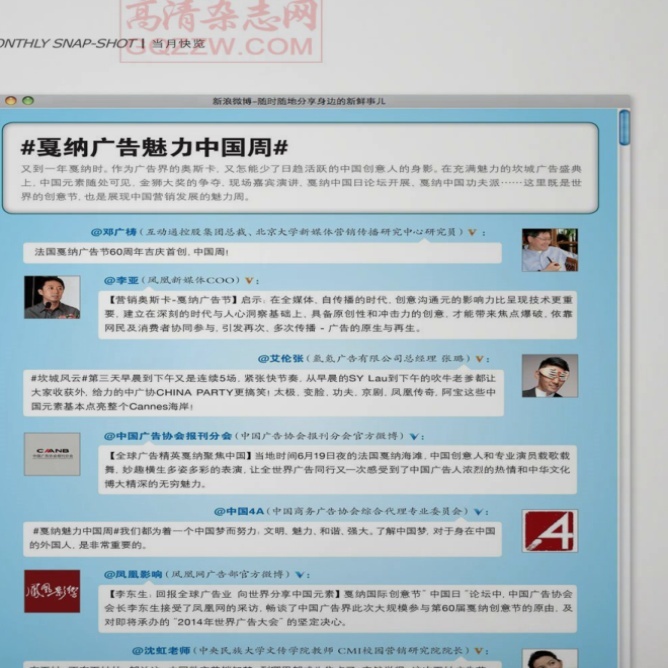 高清杂志网
GQZZW.COM
ONTHLY SNAP-SHOT | 当月快览
新浪微博-随时随地分享身边的新鲜事儿
#戛纳广告魅力中国周#
又到一年戛纳时。作为广告界的奥斯卡，又怎能少了日趋活跃的中国创意人的身影。在充满魅力的坎城广告盛典
上，中国元素随处可见，金狮大奖的争夺，现场嘉宾演讲，戛纳中国日论坛开展，戛纳中国功夫派……这里既是世
界的创意节，也是展现中国营销发展的魅力周。
@邓广梼（互动通控股集团总裁、北京大学新媒体营销传播研究中心研究员）V：
法国戛纳广告节60周年吉庆首创，中国周！
@李亚（凤凰新媒体COO）V：
【营销奥斯卡-戛纳广告节】启示：在全媒体、自传播的时代，创意沟通元的影响力比呈现技术更重
要，建立在深刻的时代与人心洞察基础上，具备原创性和冲击力的创意，才能带来焦点爆破，依靠
网民及消费者协同参与，引发再次、多次传播 - 广告的原生与再生。
@艾伦张（氩氪广告有限公司总经理 张璐）V：
#坎城风云#第三天早晨到下午又是连续5场，紧张快节奏，从早晨的SY Lau到下午的吹牛老爹都让
大家收获外，给力的中广协CHINA PARTY更搞笑！太极，变脸，功夫，京剧，凤凰传奇，阿宝这些中
国元素基本点亮整个Cannes海岸！
@中国广告协会报刊分会（中国广告协会报刊分会官方微博）V：
【全球广告精英戛纳聚焦中国】当地时间6月19日夜的法国戛纳海滩，中国创意人和专业演员载歌载
舞，妙趣横生多姿多彩的表演，让全世界广告同行又一次感受到了中国广告人浓烈的热情和中华文化
博大精深的无穷魅力。
@中国4A（中国商务广告协会综合代理专业委员会）V：
#戛纳魅力中国周#我们都为着一个中国梦而努力：文明、魅力、和谐、强大。了解中国梦，对于身在中国
的外国人，是非常重要的。
@凤凰影响（凤凰网广告部官方微博）V：
【李东生：回报全球广告业 向世界分享中国元素】戛纳国际创意节“中国日”论坛中，中国广告协会
会长李东生接受了凤凰网的采访，畅谈了中国广告界此次大规模参与第60届戛纳创意节的原由，及
对即将承办的“2014年世界广告大会”的坚定决心。
@沈虹老师（中央民族大学文传学院教师 CMI校园营销研究院院长）V：